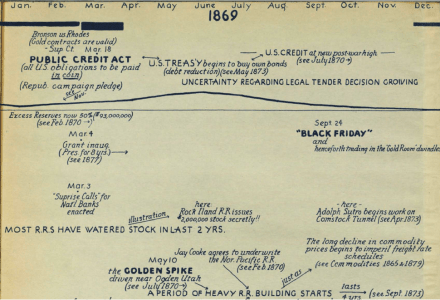 Jan. Feb. Mar. Apr. May June July Aug. Sept. Oct. Nov. Dec.
1869
Bronson vs Rhodes
(Gold contracts are valid)
- Sup Ct. Mar. 18
PUBLIC CREDIT ACT
(all U.S. obligations to be paid
in coin)
(Repub. campaign pledge)
see Nov
U.S. TREASY begins to buy own bonds
(debt reduction) (see May 1873)
U.S. CREDIT at new post-war high
(see July 1870→)
UNCERTAINTY REGARDING LEGAL TENDER DECISION GROWING
Excess Reserves now 50% ($93,000,000)
(see Feb 1870→)
Mar. 4
Grant inaug.
(Pres. for 8 yrs.)→
(see 1877)
Sept 24
"BLACK FRIDAY"
and
henceforth trading in the 'Gold Room' dwindles
Mar. 3
"Suprise Calls" for
Nat'l Banks
enacted
illustration
here
Rock Iland R.R issues
2,000,000 stock secretly!!
-here-
Adolph Sutro begins work on
Comstock Tunnel (see Apr. 1873)
MOST R.R.S HAVE WATERED STOCK IN LAST 2 YRS.
Jay Cooke agrees to underwrite
the Nor. Pacific R.R.
(see Feb 1870)
The long decline in commodity
prices begins to imperil freight rate
schedules
(see Commodities 1865 & 1879)
May 10
the GOLDEN SPIKE
driven near Ogden Utah
(see July 1870→)
just as
A PERIOD OF HEAVY R.R. BUILDING STARTS lasts
4 yrs (see Sept 1873)